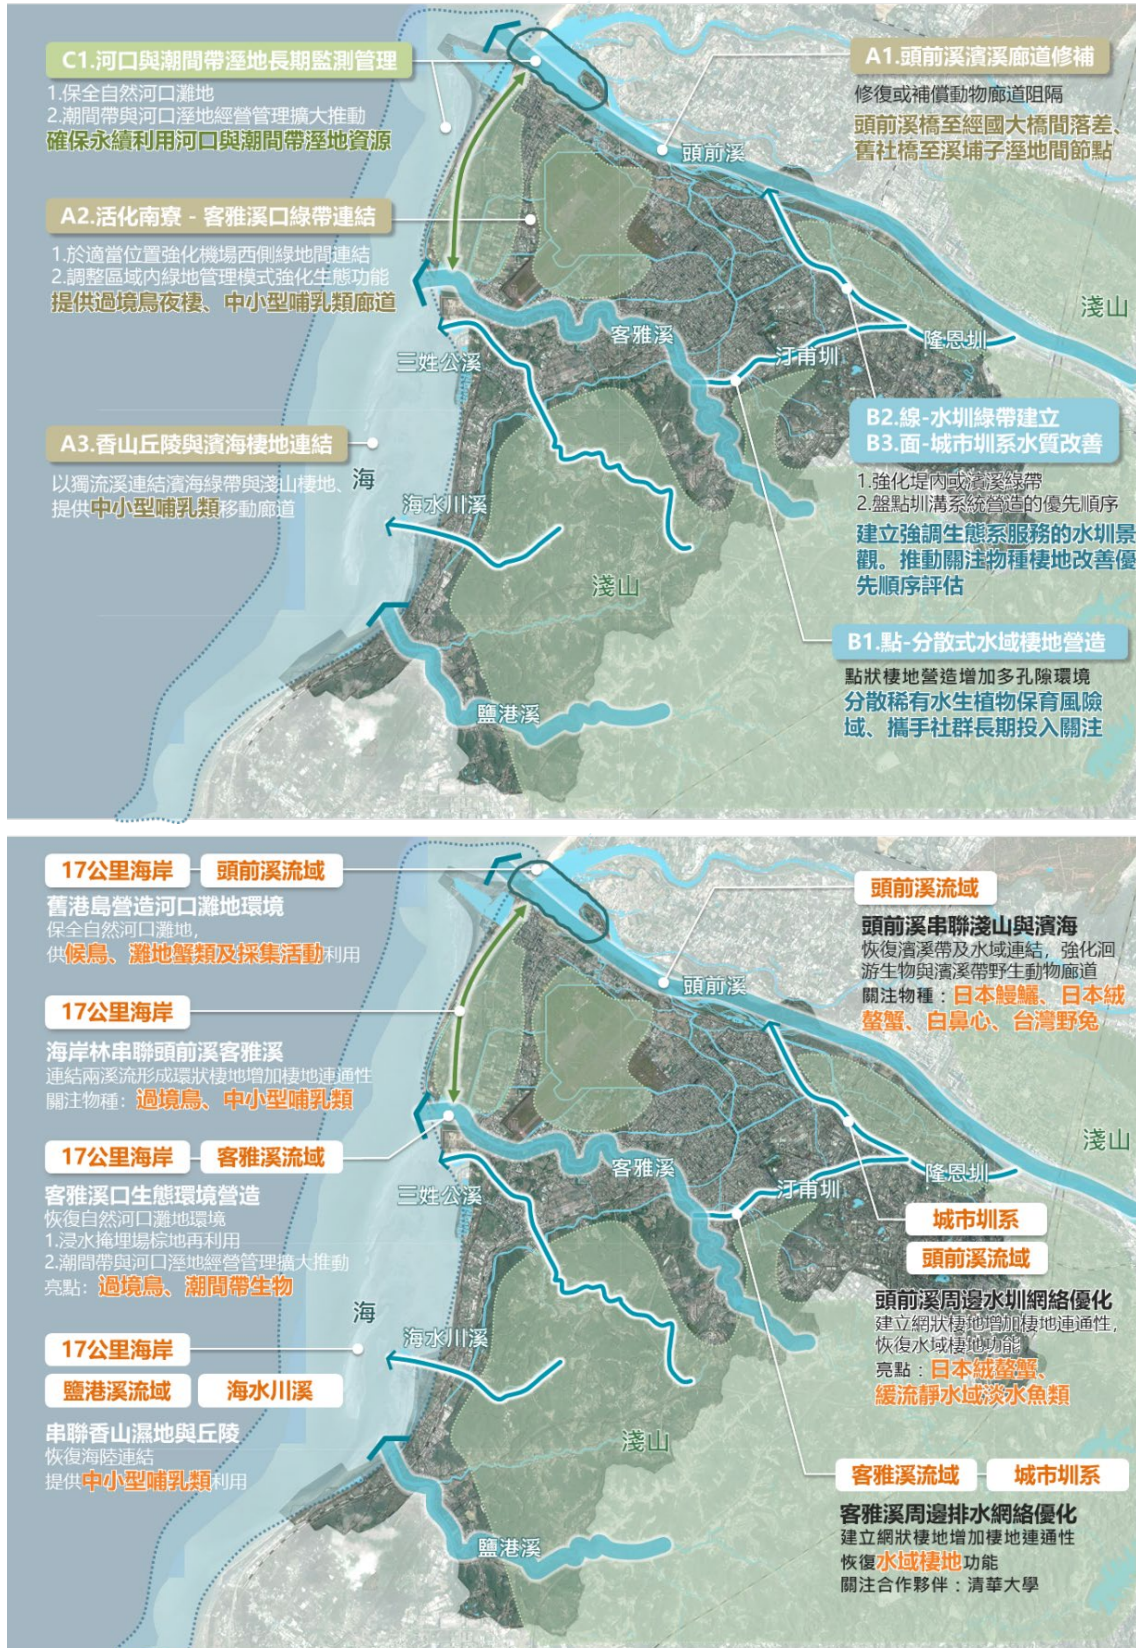 C1.河口與潮間帶溼地長期監測管理
1.保全自然河口灘地
2.潮間帶與河口溼地經營管理擴大推動
確保永續利用河口與潮間帶溼地資源
A1.頭前溪濱溪廊道修補
修復或補償動物廊道阻隔
頭前溪橋至經國大橋間落差、
舊社橋至溪埔子溼地間節點
頭前溪
A2.活化南寮 - 客雅溪口綠帶連結
1.於適當位置強化機場西側綠地間連結
2.調整區域內綠地管理模式強化生態功能
提供過境鳥夜棲、中小型哺乳類廊道
淺山
客雅溪
汀甫圳
隆恩圳
三姓公溪
B2.線-水圳綠帶建立
B3.面-城市圳系水質改善
1.強化堤內或濱溪綠帶
2.盤點圳溝系統營造的優先順序
建立強調生態系服務的水圳景
觀。推動關注物種棲地改善優
先順序評估
A3.香山丘陵與濱海棲地連結
以獨流溪連結濱海綠帶與淺山棲地、
提供中小型哺乳類移動廊道
海
海水川溪
淺山
B1.點-分散式水域棲地營造
點狀棲地營造增加多孔隙環境
分散稀有水生植物保育風險
域、攜手社群長期投入關注
鹽港溪
17公里海岸
頭前溪流域
舊港島營造河口灘地環境
保全自然河口灘地,
供候鳥、灘地蟹類及採集活動利用
頭前溪流域
頭前溪串聯淺山與濱海
恢復濱溪帶及水域連結，強化洄
游生物與濱溪帶野生動物廊道
關注物種：日本鰻鱺、日本絨
螯蟹、白鼻心、台灣野兔
頭前溪
17公里海岸
海岸林串聯頭前溪客雅溪
連結兩溪流形成環狀棲地增加棲地連通性
關注物種：過境鳥、中小型哺乳類
淺山
17公里海岸
客雅溪流域
客雅溪口生態環境營造
恢復自然河口灘地環境
1.浸水掩埋場棕地再利用
2.潮間帶與河口溼地經營管理擴大推動
亮點：過境鳥、潮間帶生物
客雅溪
汀甫圳
隆恩圳
三姓公溪
城市圳系
頭前溪流域
頭前溪周邊水圳網絡優化
建立網狀棲地增加棲地連通性,
恢復水域棲地功能
亮點：日本絨螯蟹、
緩流靜水域淡水魚類
海
海水川溪
17公里海岸
鹽港溪流域
海水川溪
串聯香山濕地與丘陵
恢復海陸連結
提供中小型哺乳類利用
淺山
客雅溪流域
城市圳系
客雅溪周邊排水網絡優化
建立網狀棲地增加棲地連通性
恢復水域棲地功能
關注合作夥伴：清華大學
鹽港溪